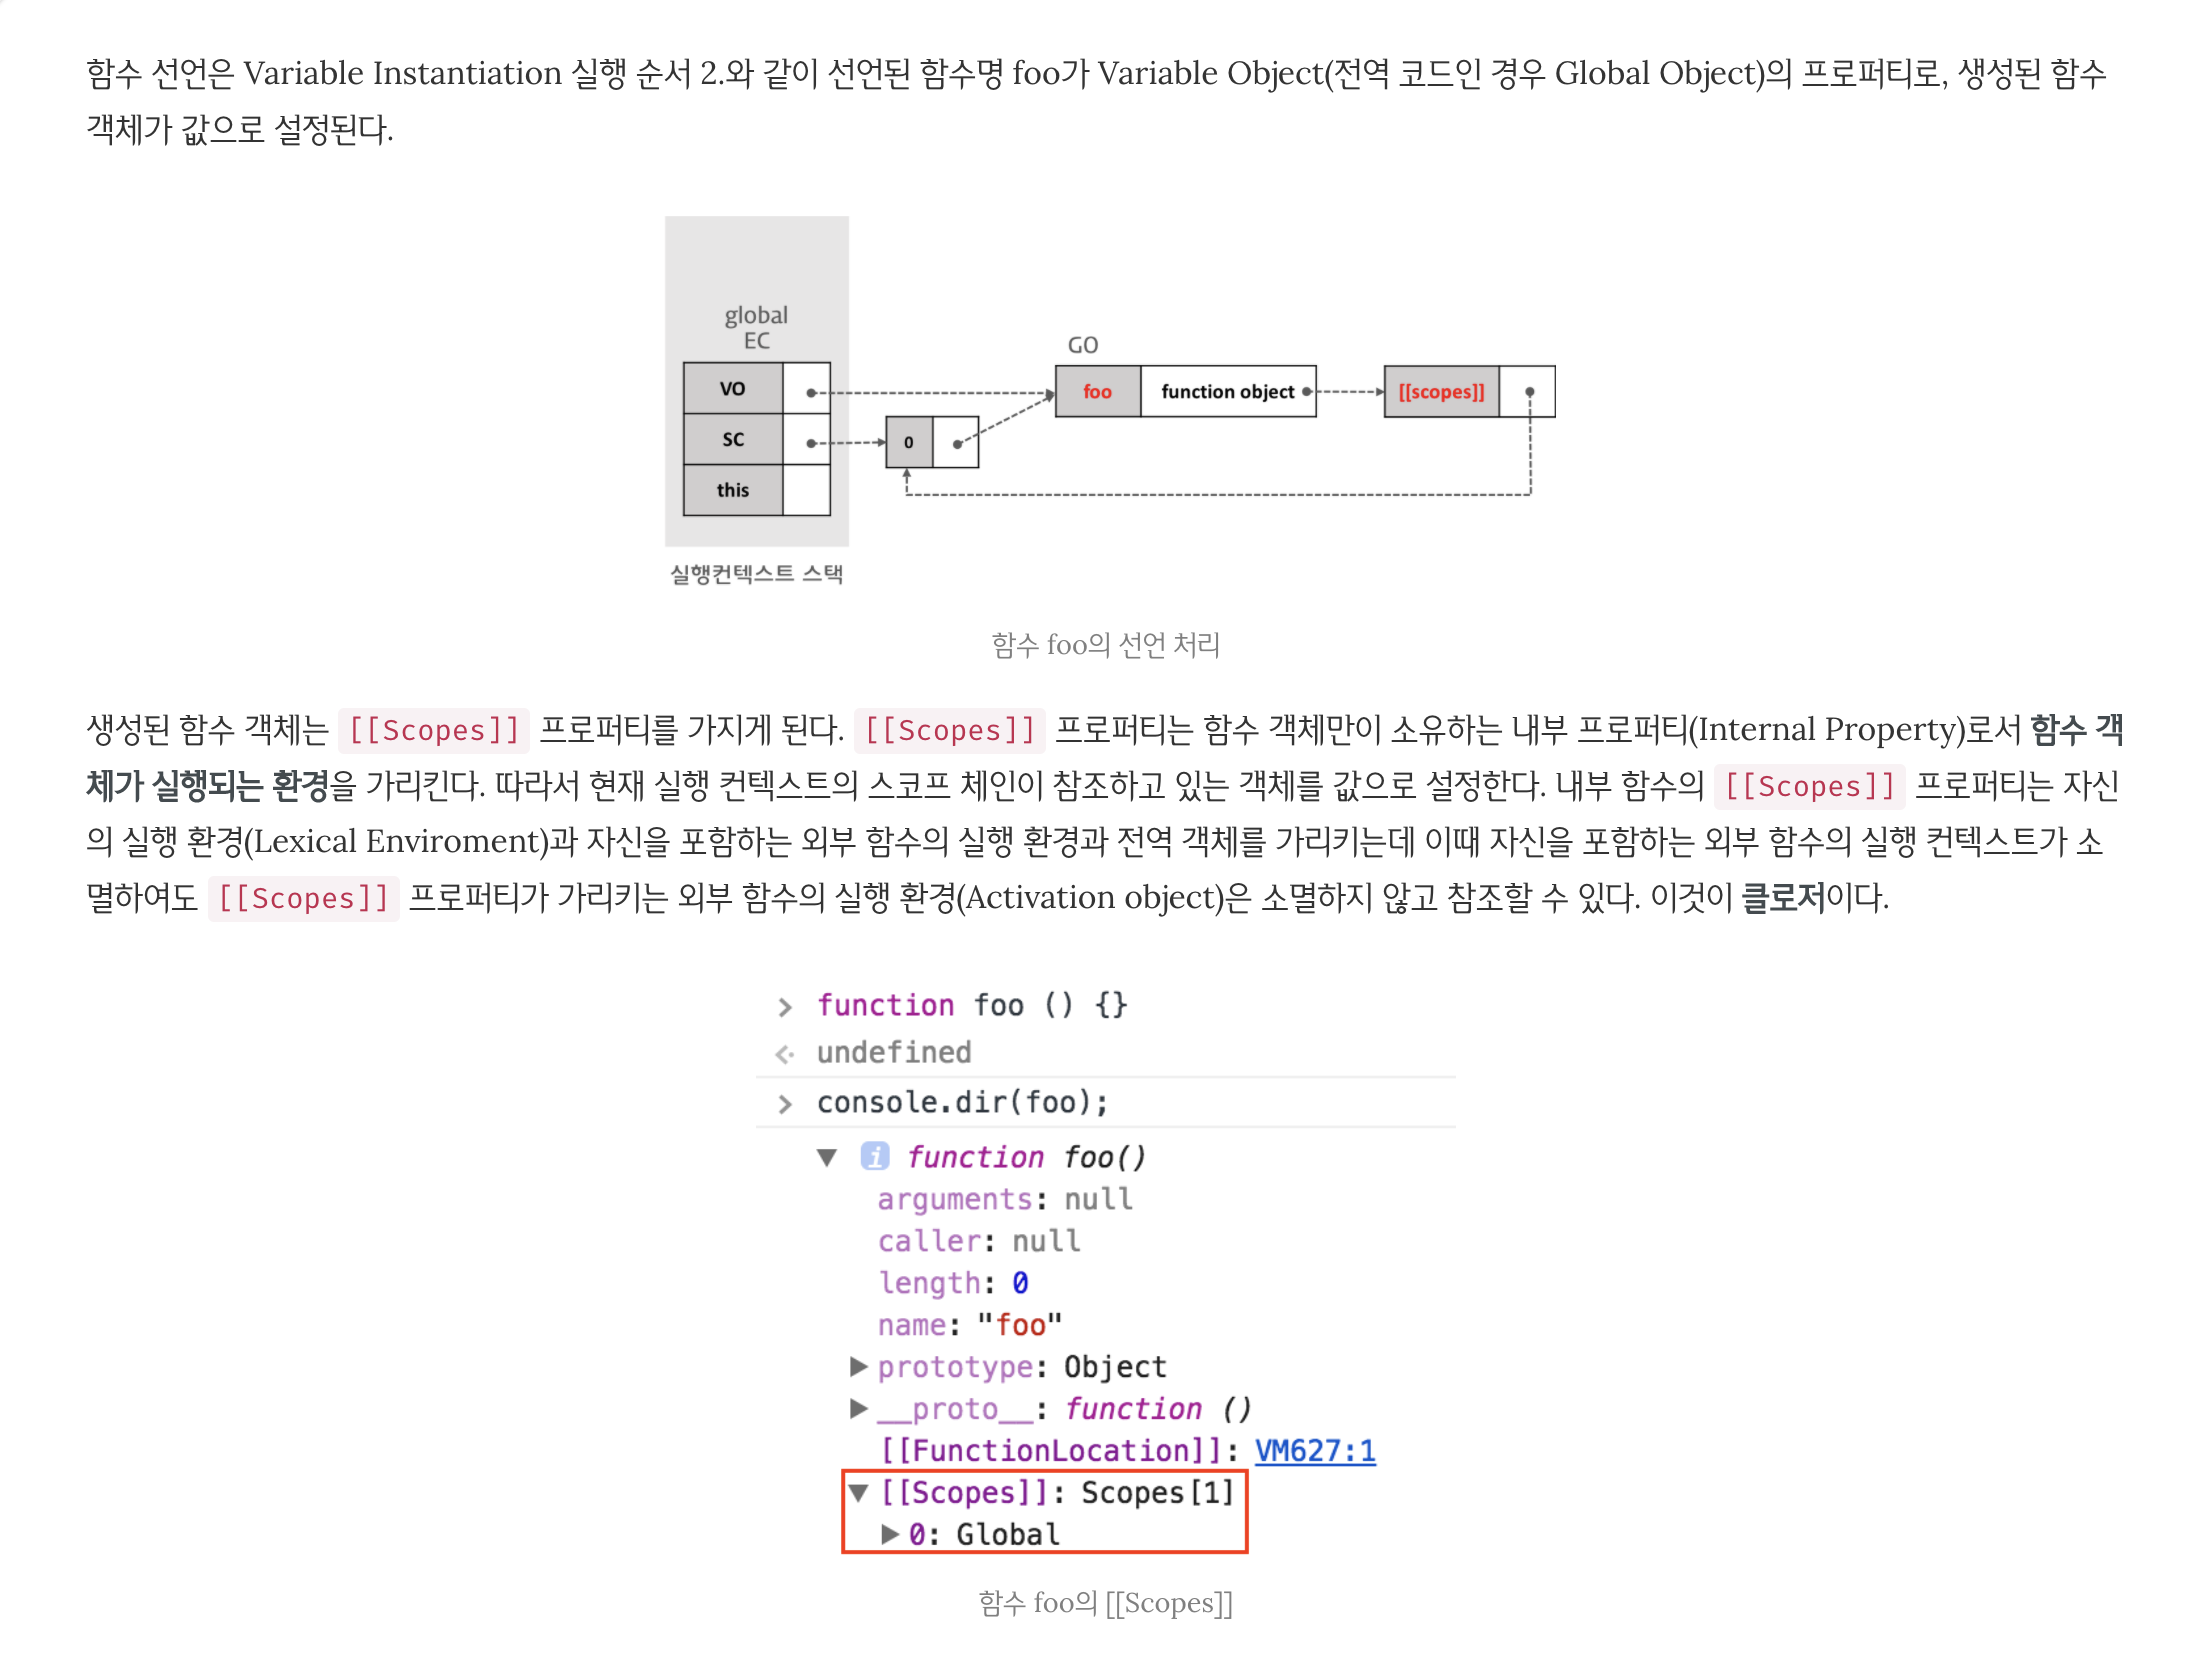 함수 선언은 Variable Instantiation 실행 순서 2.와 같이 선언된 함수명 foo가 Variable Object(전역 코드인 경우 Global Object)의 프로퍼티로, 생성된 함수
객체가 값으로 설정된다.
global
EC
VO
SC
this
실행컨텍스트 스택
0
GO
foo
function object
[[scopes]]
함수 foo의 선언 처리
생성된 함수 객체는 [[Scopes]] 프로퍼티를 가지게 된다. [[Scopes]] 프로퍼티는 함수 객체만이 소유하는 내부 프로퍼티(Internal Property)로서 함수 객
체가 실행되는 환경을 가리킨다. 따라서 현재 실행 컨텍스트의 스코프 체인이 참조하고 있는 객체를 값으로 설정한다. 내부 함수의 [[Scopes]] 프로퍼티는 자신
의 실행 환경(Lexical Enviroment)과 자신을 포함하는 외부 함수의 실행 환경과 전역 객체를 가리키는데 이때 자신을 포함하는 외부 함수의 실행 컨텍스트가 소
멸하여도 [[Scopes]] 프로퍼티가 가리키는 외부 함수의 실행 환경(Activation object)은 소멸하지 않고 참조할 수 있다. 이것이 클로저이다.
> function foo () {}
undefined
> console.dir(foo);
i function foo()
arguments: null
caller: null
length: 0
name: "foo"
prototype: Object
__proto__: function ()
[[FunctionLocation]]: VM627:1
[[Scopes]]: Scopes[1]
0: Global
함수 foo의 [[Scopes]]